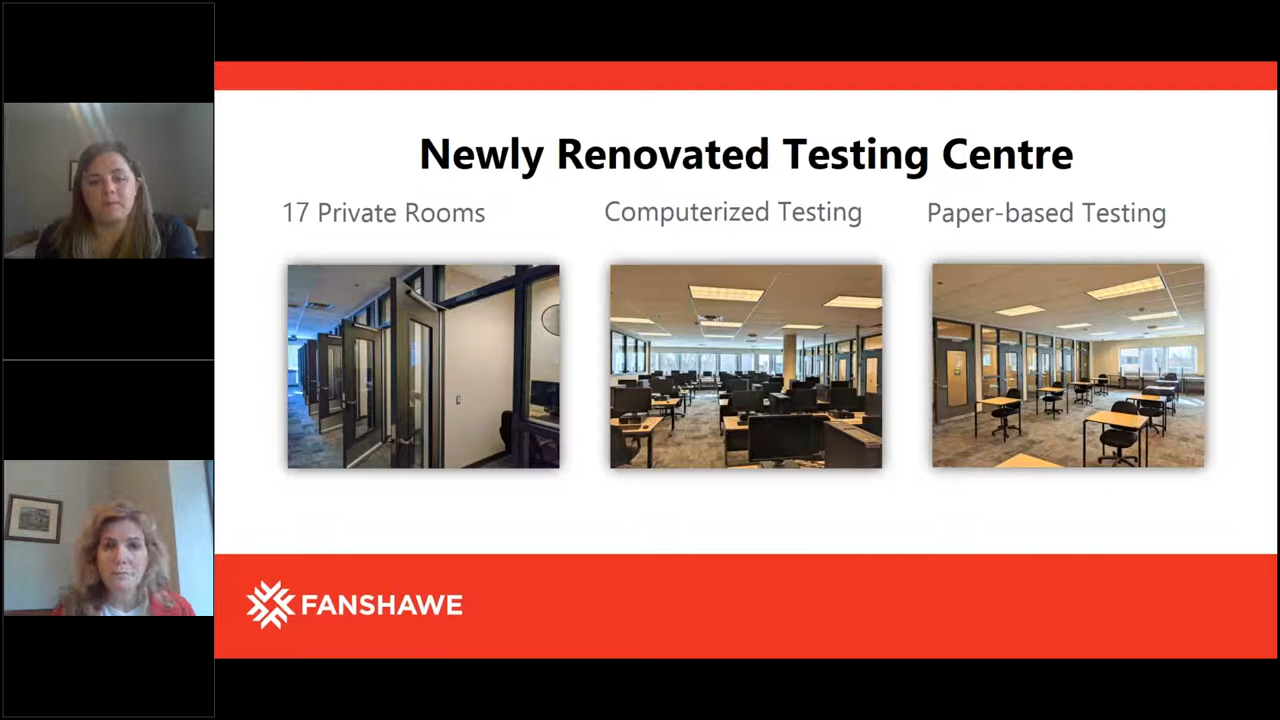 Newly Renovated Testing Centre
17 Private Rooms
Computerized Testing
Paper-based Testing
FANSHAWE